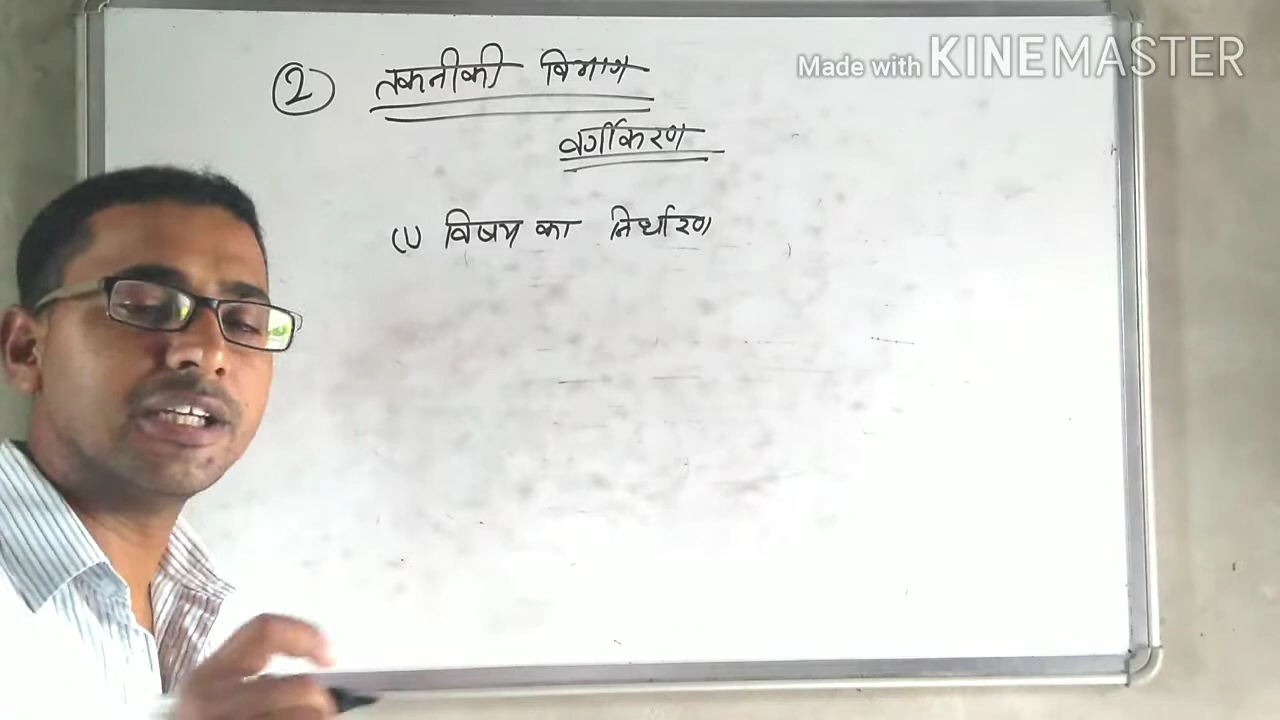 Made with KINEMASTER
② तकनीकी विभाग
वर्गीकरण
(1) विषय का निर्धारण